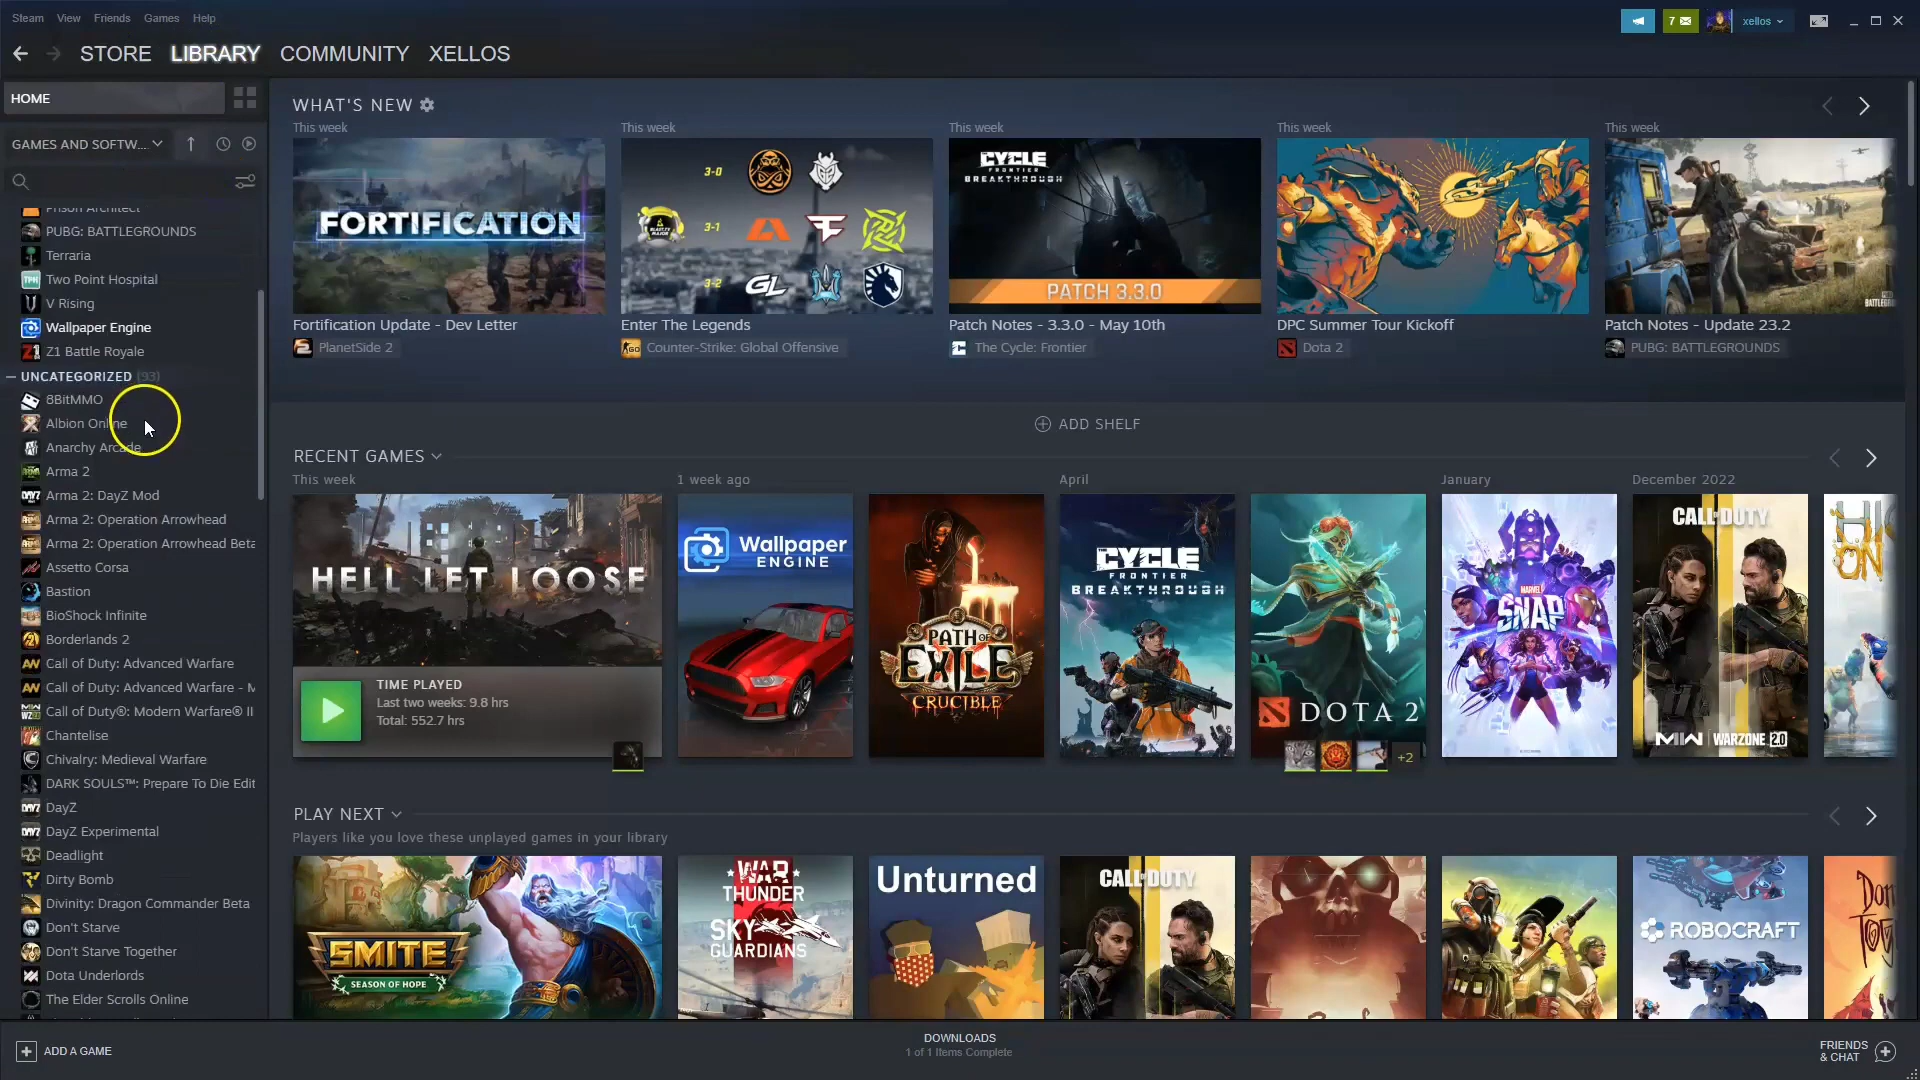 Steam View Friends Games Help
7
xellos
STORE LIBRARY COMMUNITY XELLOS
HOME
GAMES AND SOFTW...
Prison Architect
PUBG: BATTLEGROUNDS
Terraria
Two Point Hospital
V Rising
Wallpaper Engine
Z1 Battle Royale
UNCATEGORIZED (93)
8BitMMO
Albion Online
Anarchy Arcade
Arma 2
Arma 2: DayZ Mod
Arma 2: Operation Arrowhead
Arma 2: Operation Arrowhead Beta
Assetto Corsa
Bastion
BioShock Infinite
Borderlands 2
Call of Duty: Advanced Warfare
Call of Duty: Advanced Warfare - M
Call of Duty®: Modern Warfare® II
Chantelise
Chivalry: Medieval Warfare
DARK SOULS™: Prepare To Die Edit
DayZ
DayZ Experimental
Deadlight
Dirty Bomb
Divinity: Dragon Commander Beta
Don't Starve
Don't Starve Together
Dota Underlords
The Elder Scrolls Online
WHAT'S NEW
This week
FORTIFICATION
Fortification Update - Dev Letter
PlanetSide 2
This week
3-0
3-1
3-2
GL
Enter The Legends
Counter-Strike: Global Offensive
This week
THE CYCLE
FRONTIER
BREAKTHROUGH
PATCH 3.3.0
Patch Notes - 3.3.0 - May 10th
The Cycle: Frontier
This week
DPC Summer Tour Kickoff
Dota 2
This week
Patch Notes - Update 23.2
PUBG: BATTLEGROUNDS
ADD SHELF
RECENT GAMES
This week
HELL LET LOOSE
TIME PLAYED
Last two weeks: 9.8 hrs
Total: 552.7 hrs
1 week ago
Wallpaper
ENGINE
PATH OF
EXILE
CRUCIBLE
April
THE CYCLE
FRONTIER
BREAKTHROUGH
DOTA 2
+2
January
MARVEL
SNAP
December 2022
CALL OF DUTY
MW WARZONE 2.0
PLAY NEXT
Players like you love these unplayed games in your library
SMITE
SEASON OF HOPE
WAR
THUNDER
SKY
GUARDIANS
Unturned
CALL OF DUTY
ROBOCRAFT
ADD A GAME
DOWNLOADS
1 of 1 Items Complete
FRIENDS
& CHAT